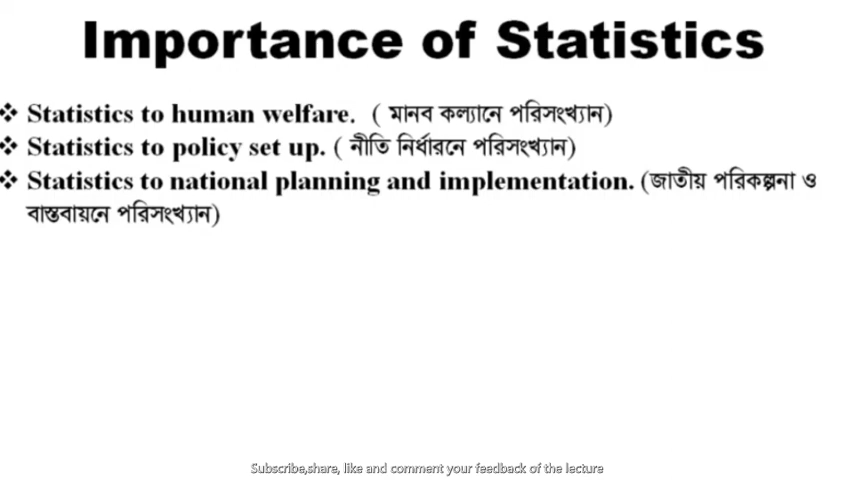 Importance of Statistics
❖ Statistics to human welfare. ( মানব কল্যানে পরিসংখ্যান)
❖ Statistics to policy set up. ( নীতি নির্ধারনে পরিসংখ্যান)
❖ Statistics to national planning and implementation. (জাতীয় পরিকল্পনা ও
বাস্তবায়নে পরিসংখ্যান)
Subscribe,share, like and comment your feedback of the lecture